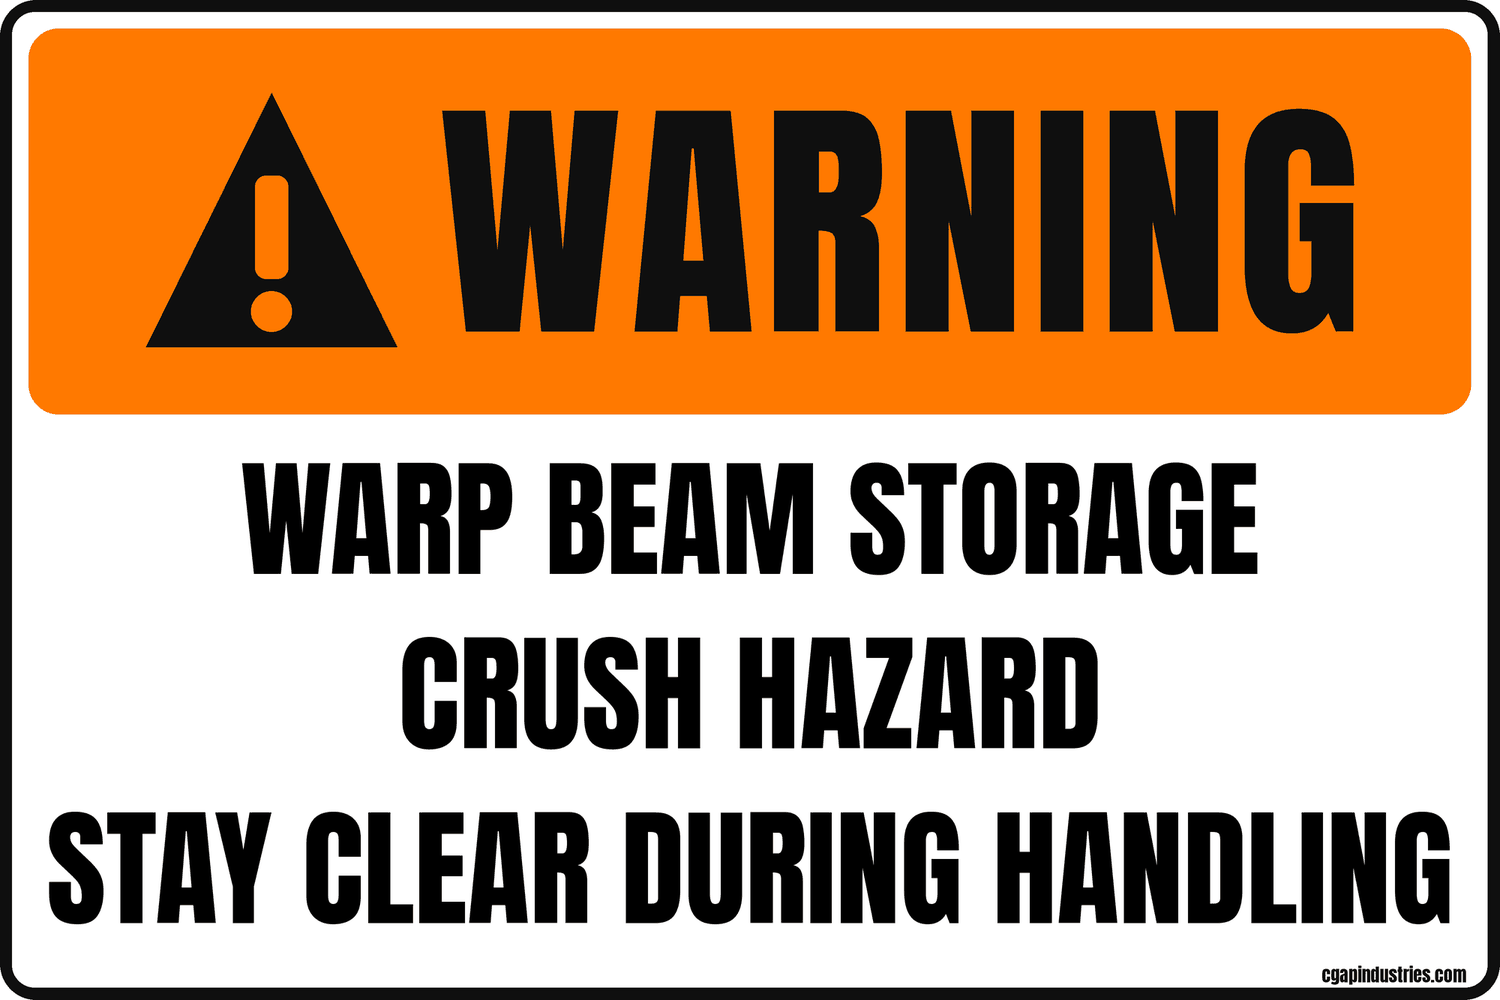 WARNING
WARP BEAM STORAGE
CRUSH HAZARD
STAY CLEAR DURING HANDLING
cgapindustries.com